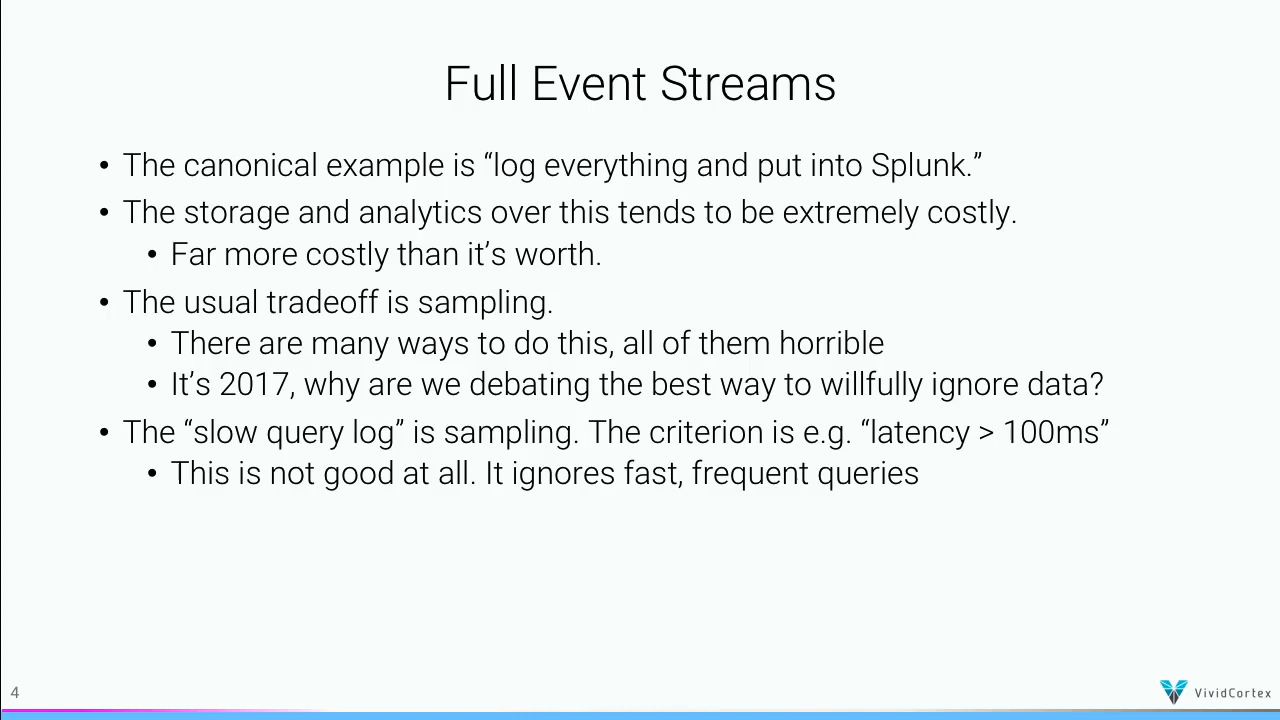 Full Event Streams
• The canonical example is “log everything and put into Splunk.”
• The storage and analytics over this tends to be extremely costly.
• Far more costly than it’s worth.
• The usual tradeoff is sampling.
• There are many ways to do this, all of them horrible
• It’s 2017, why are we debating the best way to willfully ignore data?
• The “slow query log” is sampling. The criterion is e.g. “latency > 100ms”
• This is not good at all. It ignores fast, frequent queries
4
VividCortex